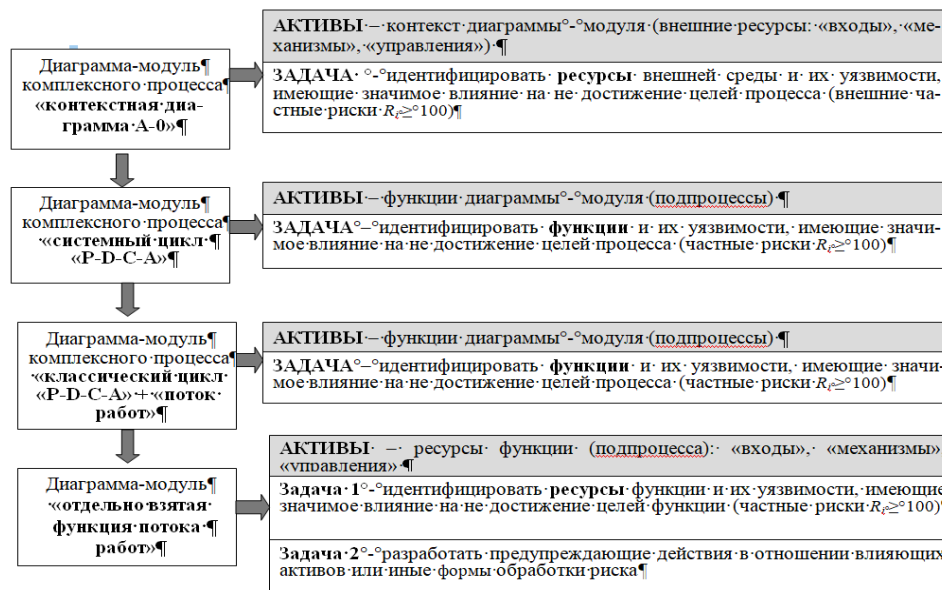 Диаграмма-модуль¶
комплексного·процесса¶
«контекстная·диа-
грамма·А-0»¶
АКТИВЫ·–·контекст·диаграммы°-°модуля·(внешние·ресурсы:·«входы»,·«ме-
ханизмы»,·«управления»)·¶
ЗАДАЧА·°-°идентифицировать·ресурсы·внешней·среды·и·их·уязвимости,
имеющие·значимое·влияние·на·не·достижение·целей·процесса·(внешние·ча-
стные·риски·Ri≥°100)¶
Диаграмма-модуль¶
комплексного·процесса¶
·«системный·цикл·¶
«P-D-C-A»¶
АКТИВЫ·–·функции·диаграммы°-°модуля·(подпроцессы)·¶
ЗАДАЧА°–°идентифицировать·функции·и·их·уязвимости,·имеющие·значи-
мое·влияние·на·не·достижение·целей·процесса·(частные·риски·Ri≥°100)¶
Диаграмма-модуль¶
комплексного·процесса¶
«классический·цикл·
«P-D-C-A»·+·«поток·
работ»¶
АКТИВЫ·–·функции·диаграммы°-°модуля·(подпроцессы)·¶
ЗАДАЧА°–°идентифицировать·функции·и·их·уязвимости,·имеющие·значи-
мое·влияние·на·не·достижение·целей·процесса·(частные·риски·Ri≥°100)¶
Диаграмма-модуль¶
«отдельно·взятая·
функция·потока·¶
работ»¶
АКТИВЫ·–·ресурсы·функции·(подпроцесса):·«входы»,·«механизмы»
«управления»·¶
Задача·1°-°идентифицировать·ресурсы·функции·и·их·уязвимости,·имеющие
значимое·влияние·на·не·достижение·целей·функции·(частные·риски·Ri≥°100)¶
Задача·2°-°разработать·предупреждающие·действия·в·отношении·влияющих
активов·или·иные·формы·обработки·риска¶